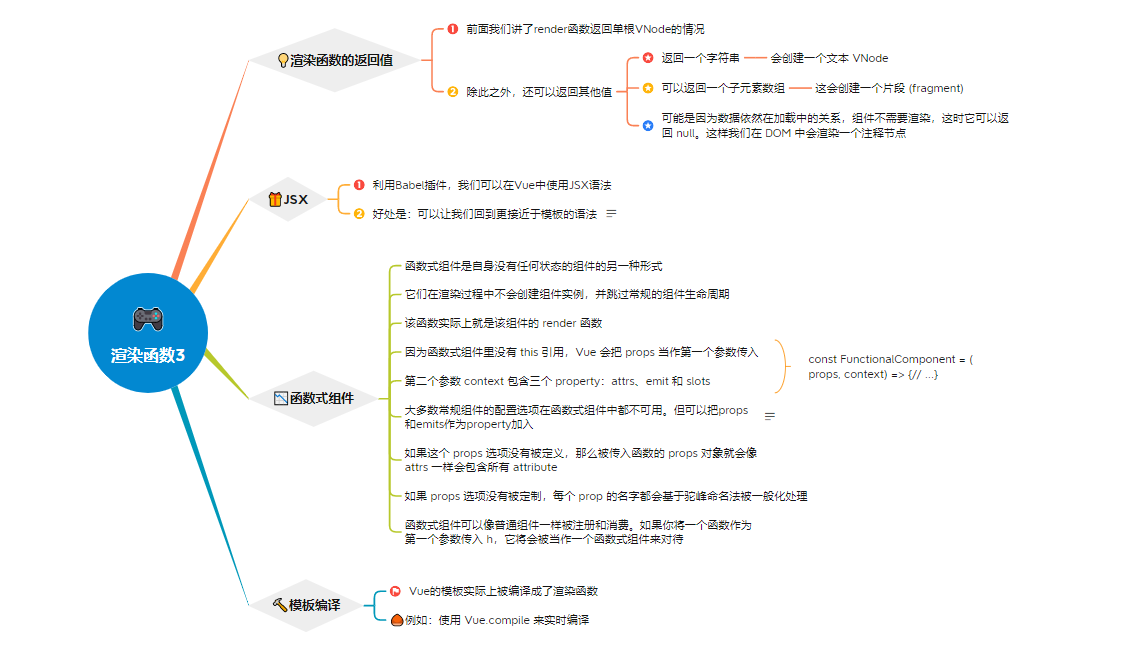 渲染函数3
渲染函数的返回值
1 前面我们讲了render函数返回单根VNode的情况
2 除此之外，还可以返回其他值
返回一个字符串
会创建一个文本 VNode
可以返回一个子元素数组
这会创建一个片段 (fragment)
可能是因为数据依然在加载中的关系，组件不需要渲染，这时它可以返
回 null。这样我们在 DOM 中会渲染一个注释节点
JSX
1 利用Babel插件，我们可以在Vue中使用JSX语法
2 好处是：可以让我们回到更接近于模板的语法
函数式组件
函数式组件是自身没有任何状态的组件的另一种形式
它们在渲染过程中不会创建组件实例，并跳过常规的组件生命周期
该函数实际上就是该组件的 render 函数
因为函数式组件里没有 this 引用，Vue 会把 props 当作第一个参数传入
第二个参数 context 包含三个 property：attrs、emit 和 slots
const FunctionalComponent = (
props, context) => {// ...}
大多数常规组件的配置选项在函数式组件中都不可用。但可以把props
和emits作为property加入
如果这个 props 选项没有被定义，那么被传入函数的 props 对象就会像
attrs 一样会包含所有 attribute
如果 props 选项没有被定制，每个 prop 的名字都会基于驼峰命名法被一般化处理
函数式组件可以像普通组件一样被注册和消费。如果你将一个函数作为
第一个参数传入 h，它将会被当作一个函数式组件来对待
模板编译
Vue的模板实际上被编译成了渲染函数
例如：使用 Vue.compile 来实时编译